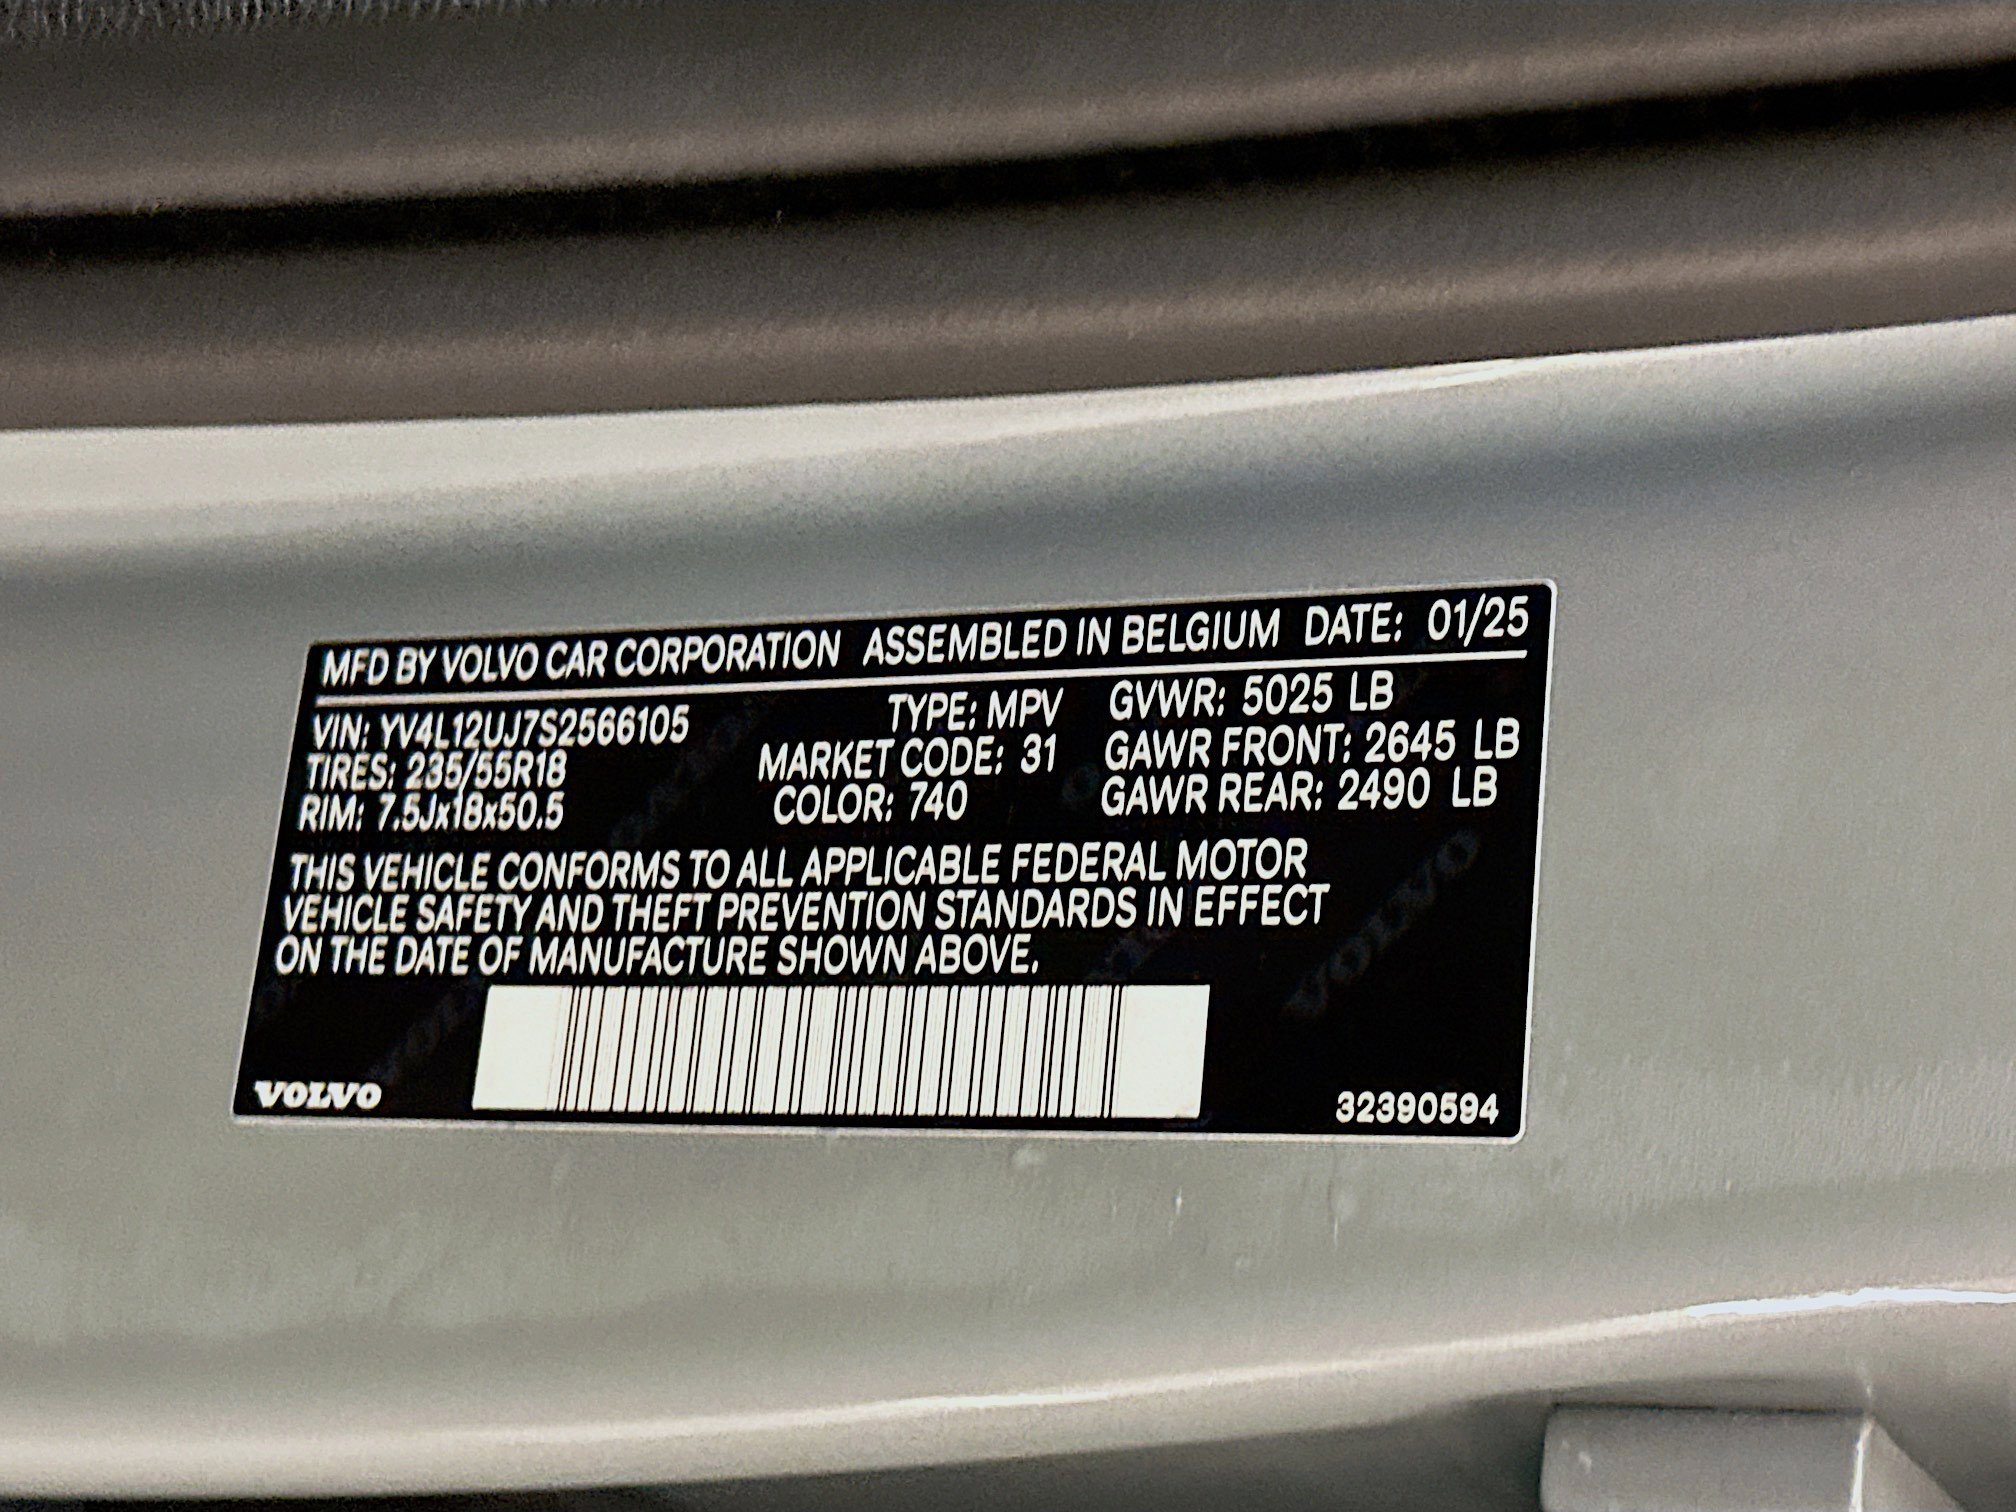 MFD BY VOLVO CAR CORPORATION ASSEMBLED IN BELGIUM DATE: 01/25
VIN: YV4L12UJ7S2566105 TYPE: MPV GVWR: 5025 LB
TIRES: 235/55R18 MARKET CODE: 31 GAWR FRONT: 2645 LB
RIM: 7.5Jx18x50.5 COLOR: 740 GAWR REAR: 2490 LB
THIS VEHICLE CONFORMS TO ALL APPLICABLE FEDERAL MOTOR
VEHICLE SAFETY AND THEFT PREVENTION STANDARDS IN EFFECT
ON THE DATE OF MANUFACTURE SHOWN ABOVE.
VOLVO
VOLVO 32390594